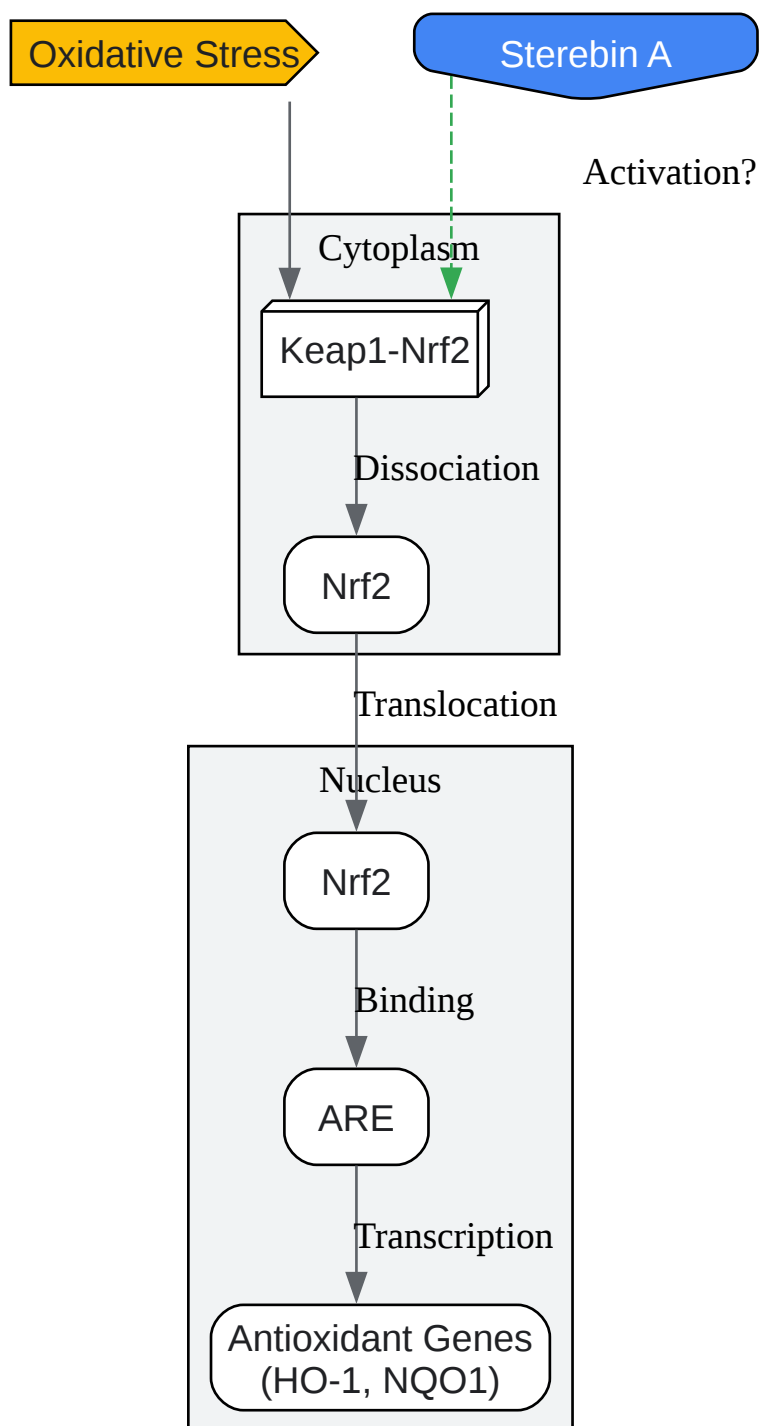 Oxidative Stress
Sterebin A
Activation?
Cytoplasm
Keap1-Nrf2
Dissociation
Nrf2
Translocation
Nucleus
Nrf2
Binding
ARE
Transcription
Antioxidant Genes
(HO-1, NQO1)